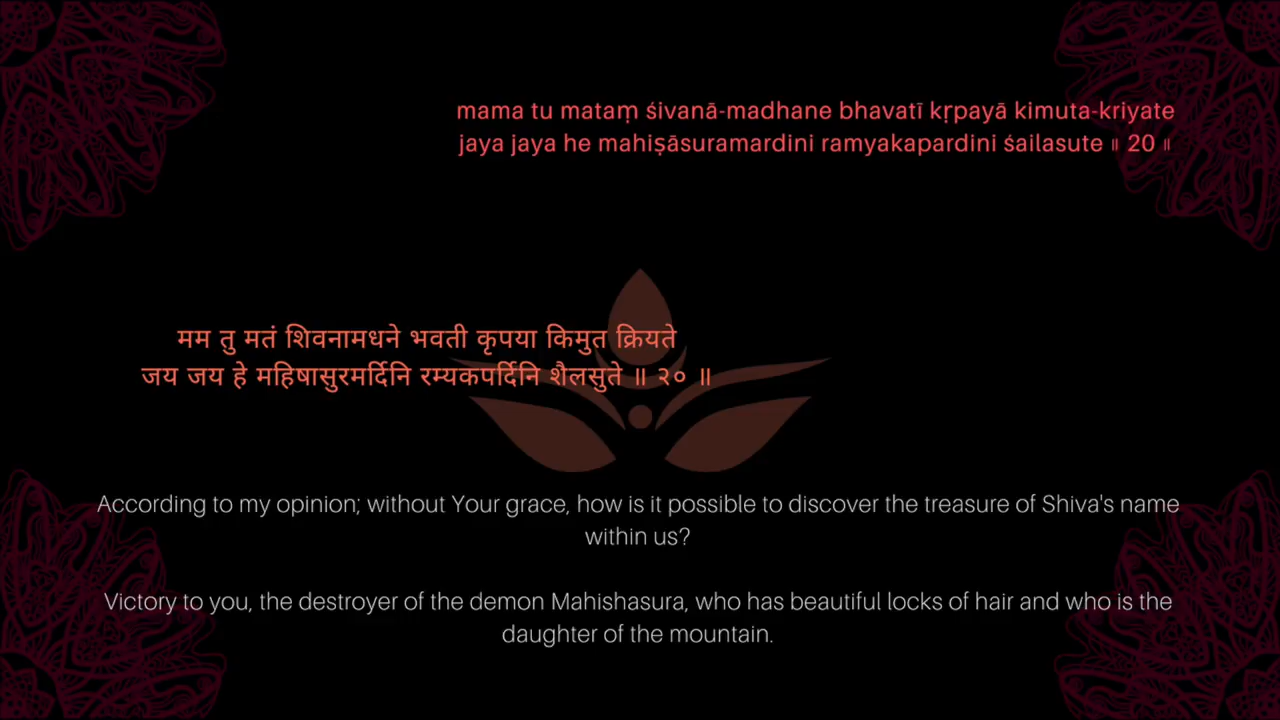 mama tu mataṃ śivanā-madhane bhavatī kṛpayā kimuta-kriyate
jaya jaya he mahiṣāsuramardini ramyakapardini śailasute ॥ 20 ॥
मम तु मतं शिवनामधने भवती कृपया किमुत क्रियते
जय जय हे महिषासुरमर्दिनि रम्यकपर्दिनि शैलसुते ॥ २० ॥
According to my opinion; without Your grace, how is it possible to discover the treasure of Shiva's name
within us?
Victory to you, the destroyer of the demon Mahishasura, who has beautiful locks of hair and who is the
daughter of the mountain.